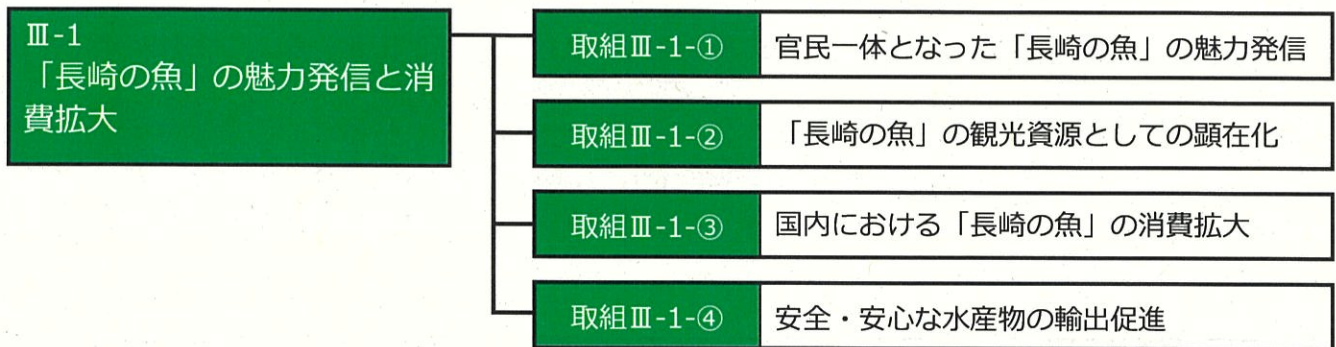 Ⅲ-1
「長崎の魚」の魅力発信と消
費拡大
取組Ⅲ-1-① 官民一体となった「長崎の魚」の魅力発信
取組Ⅲ-1-② 「長崎の魚」の観光資源としての顕在化
取組Ⅲ-1-③ 国内における「長崎の魚」の消費拡大
取組Ⅲ-1-④ 安全・安心な水産物の輸出促進